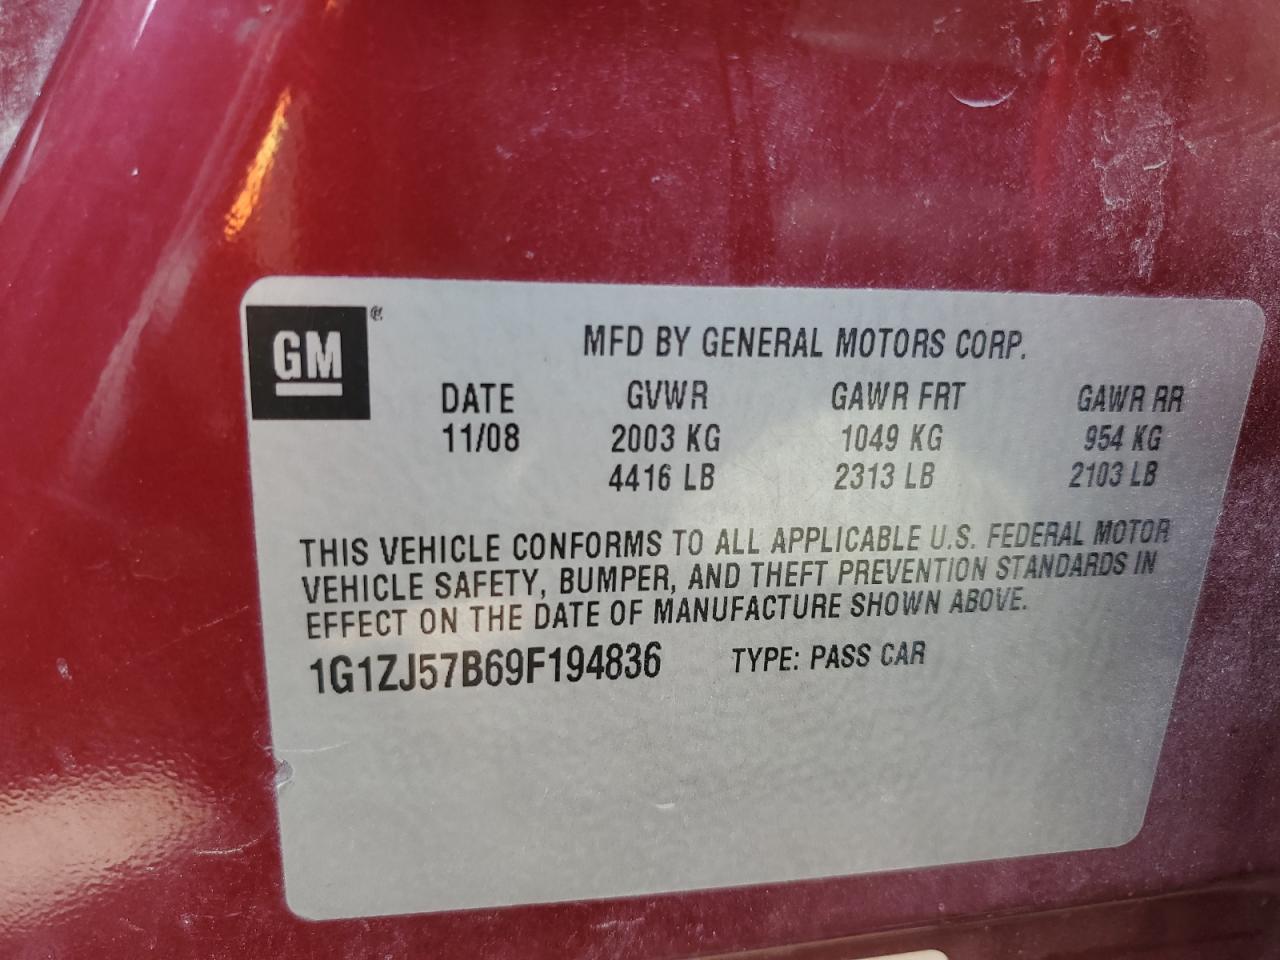 GM®
MFD BY GENERAL MOTORS CORP.
DATE GVWR GAWR FRT GAWR RR
11/08 2003 KG 1049 KG 954 KG
4416 LB 2313 LB 2103 LB
THIS VEHICLE CONFORMS TO ALL APPLICABLE U.S. FEDERAL MOTOR
VEHICLE SAFETY, BUMPER, AND THEFT PREVENTION STANDARDS IN
EFFECT ON THE DATE OF MANUFACTURE SHOWN ABOVE.
1G1ZJ57B69F194836 TYPE: PASS CAR